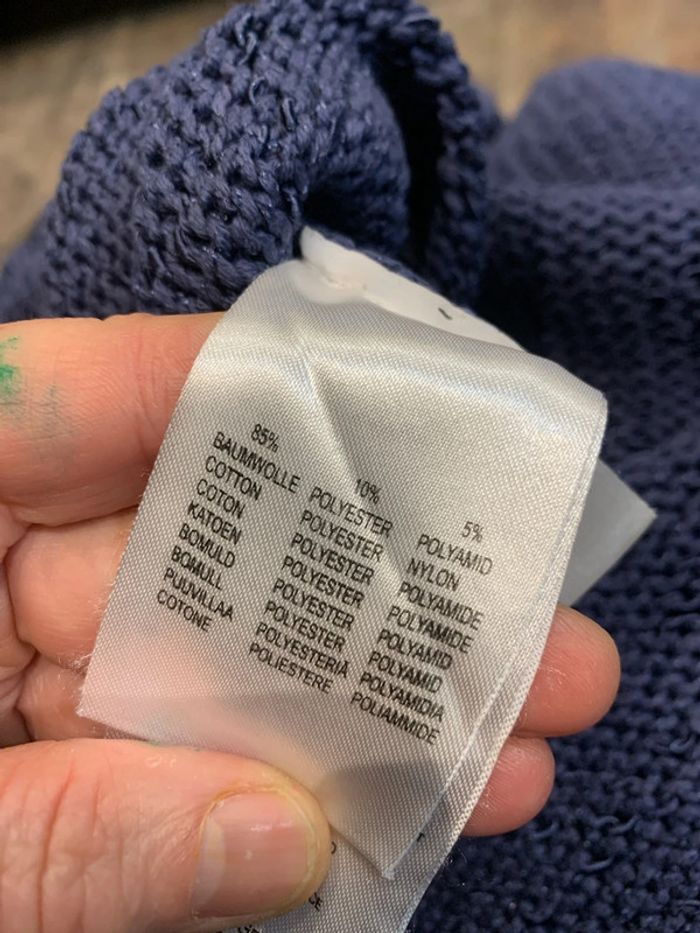 85%
BAUMWOLLE
COTTON
COTON
KATOEN
BOMULD
BOMULL
PUUVILLAA
COTONE
10%
POLYESTER
POLYESTER
POLYESTER
POLYESTER
POLYESTER
POLYESTER
POLYESTERIA
POLIESTERE
5%
POLYAMID
NYLON
POLYAMIDE
POLYAMIDE
POLYAMID
POLYAMID
POLYAMIDIA
POLIAMMIDE